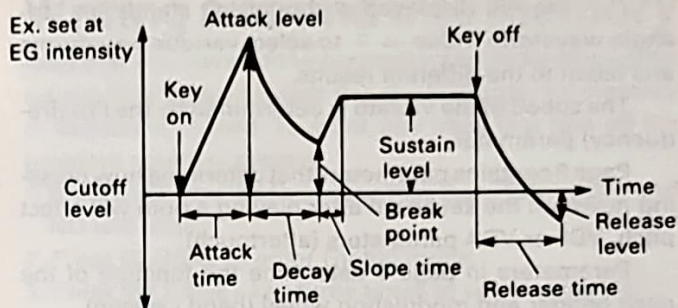 Ex. set at
EG intensity
Attack level
Key off
Key
on
Sustain
level
Cutoff
level
Time
Break
point
Release
level
Attack
time
Decay
time
Slope time
Release time